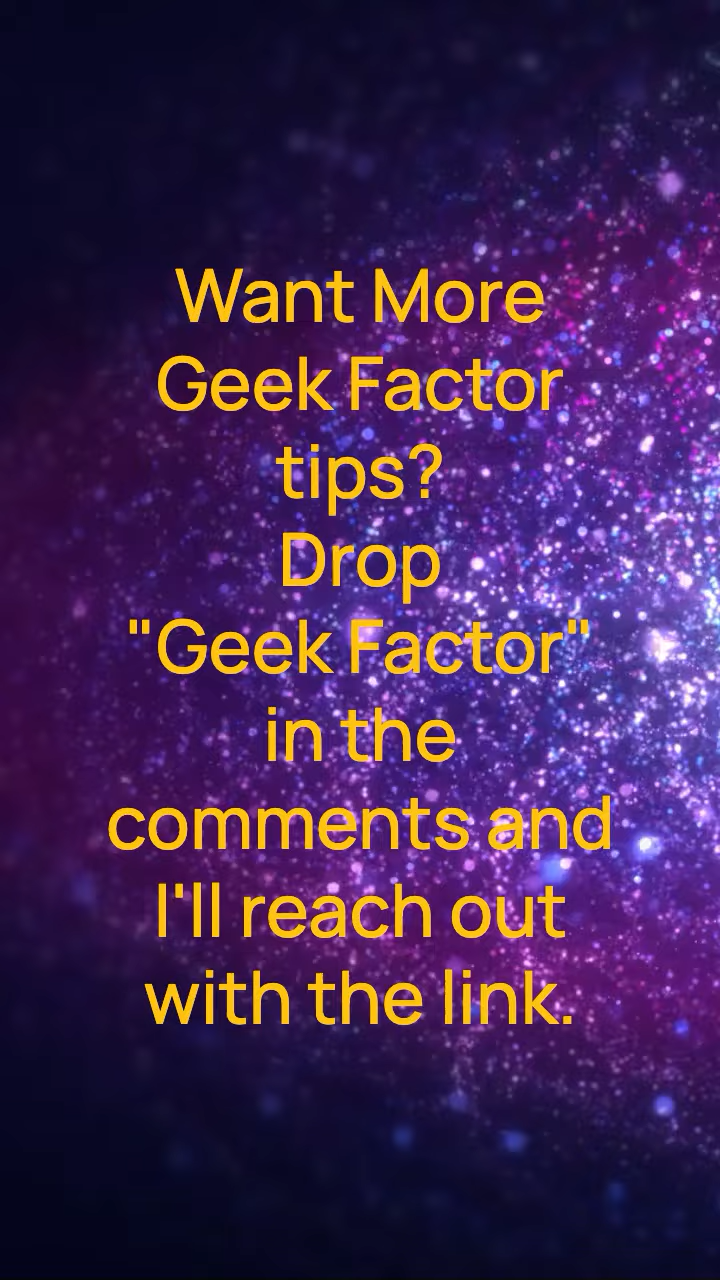 Want More
Geek Factor
tips?
Drop
"Geek Factor"
in the
comments and
I'll reach out
with the link.